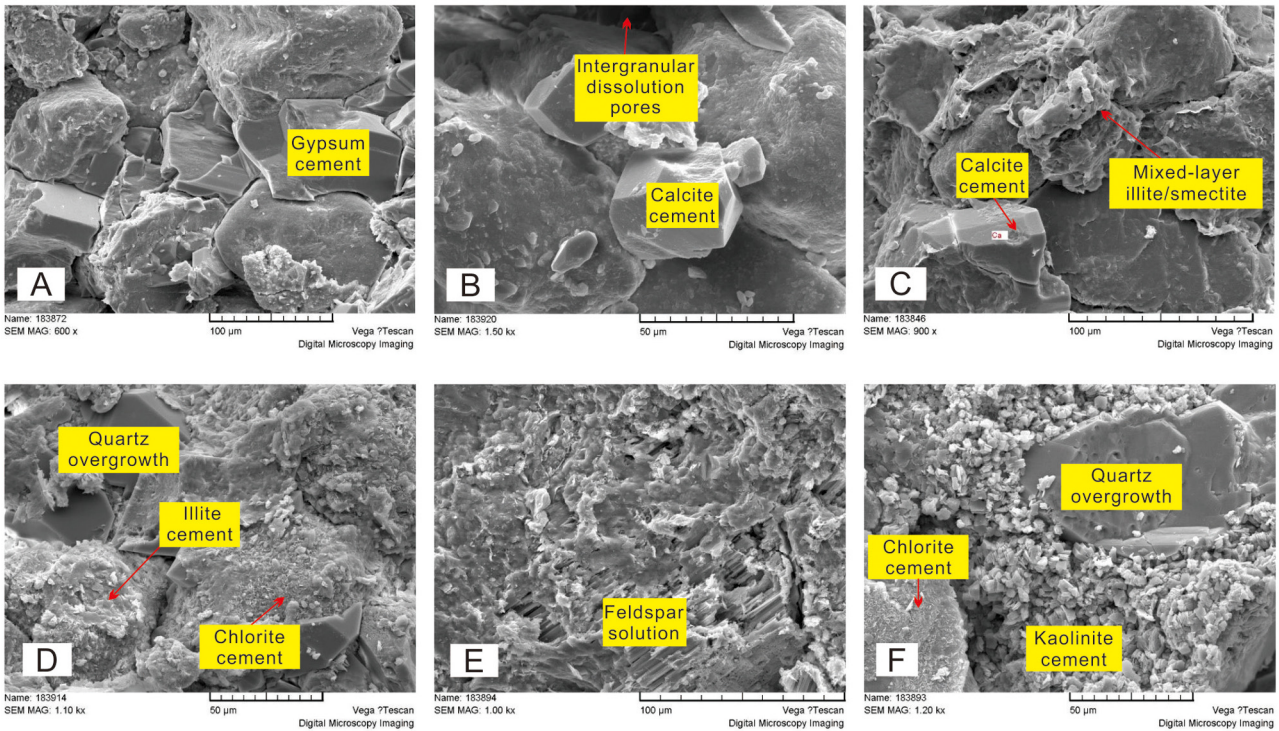 Gypsum
cement
A
Name: 183872
SEM MAG: 600 x
100 µm
Vega ?Tescan
Digital Microscopy Imaging
Intergranular
dissolution
pores
Calcite
cement
B
Name: 183920
SEM MAG: 1.50 kx
50 µm
Vega ?Tescan
Digital Microscopy Imaging
Calcite
cement
Mixed-layer
illite/smectite
Ca
C
Name: 183846
SEM MAG: 900 x
100 µm
Vega ?Tescan
Digital Microscopy Imaging
Quartz
overgrowth
Illite
cement
Chlorite
cement
D
Name: 183914
SEM MAG: 1.10 kx
50 µm
Vega ?Tescan
Digital Microscopy Imaging
Feldspar
solution
E
Name: 183894
SEM MAG: 1.00 kx
100 µm
Vega ?Tescan
Digital Microscopy Imaging
Quartz
overgrowth
Chlorite
cement
Kaolinite
cement
F
Name: 183893
SEM MAG: 1.20 kx
50 µm
Vega ?Tescan
Digital Microscopy Imaging